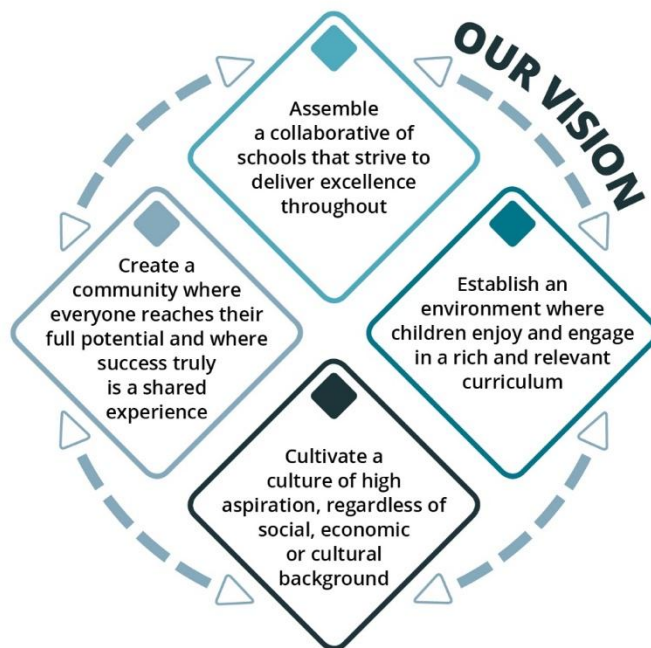 OUR VISION
Assemble
a collaborative of
schools that strive to
deliver excellence
throughout
Establish an
environment where
children enjoy and engage
in a rich and relevant
curriculum
Cultivate a
culture of high
aspiration, regardless of
social, economic
or cultural
background
Create a
community where
everyone reaches their
full potential and where
success truly
is a shared
experience